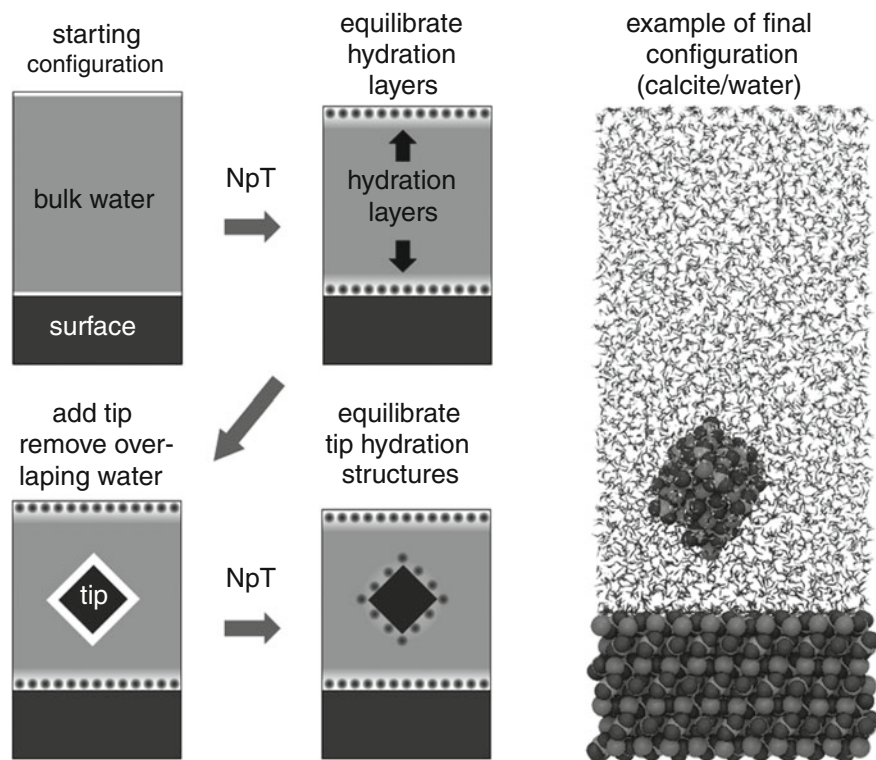 starting
configuration
bulk water
surface
NpT
equilibrate
hydration
layers
hydration
layers
example of final
configuration
(calcite/water)
add tip
remove over-
laping water
tip
NpT
equilibrate
tip hydration
structures